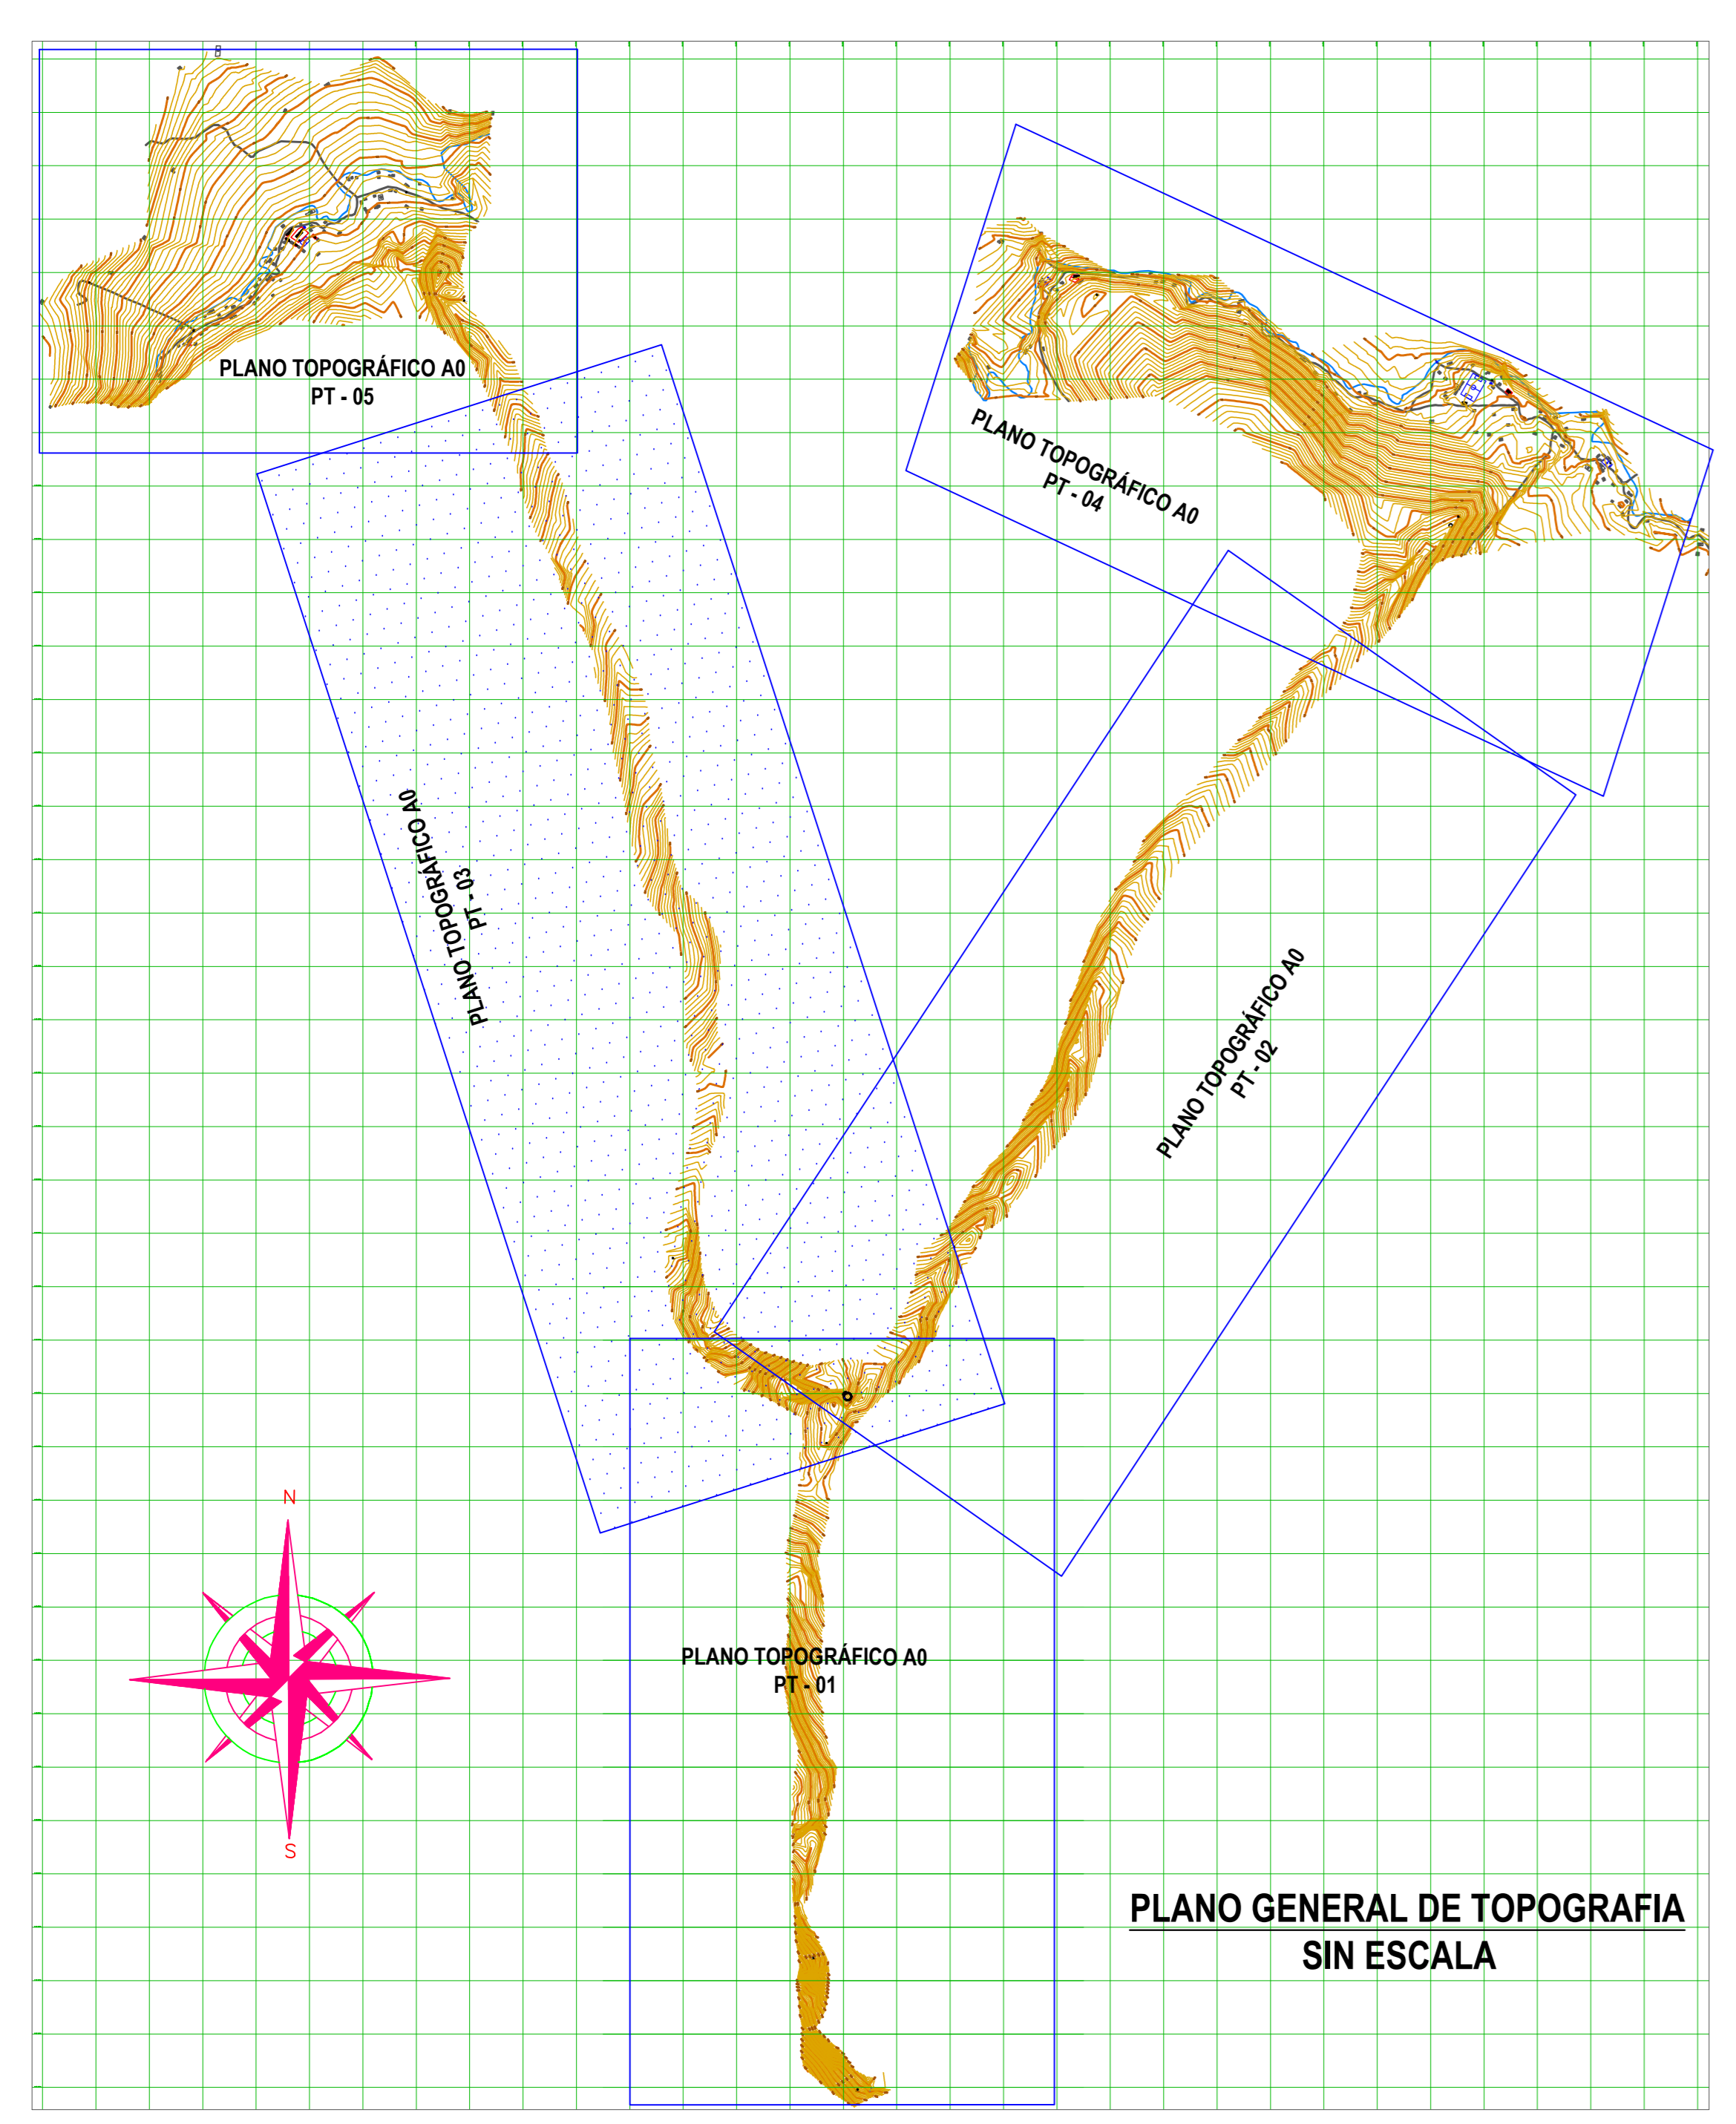 PLANO TOPOGRÁFICO A0
PT - 05
PLANO TOPOGRÁFICO A0
PT - 04
PLANO TOPOGRÁFICO A0
PT - 03
PLANO TOPOGRÁFICO A0
PT - 02
N
S
PLANO TOPOGRÁFICO A0
PT - 01
PLANO GENERAL DE TOPOGRAFIA
SIN ESCALA